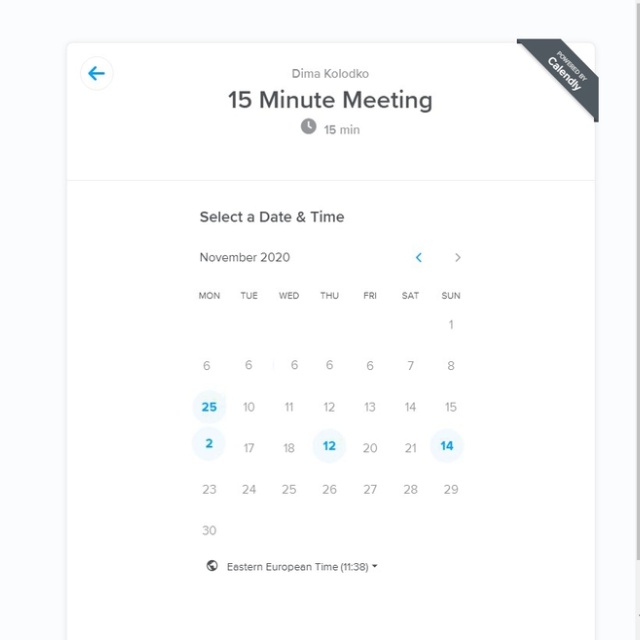 POWERED BY
Calendly
Dima Kolodko
15 Minute Meeting
15 min
Select a Date & Time
November 2020
MON TUE WED THU FRI SAT SUN
1
6 6 6 6 6 7 8
25 10 11 12 13 14 15
2 17 18 12 20 21 14
23 24 25 26 27 28 29
30
Eastern European Time (11:38)